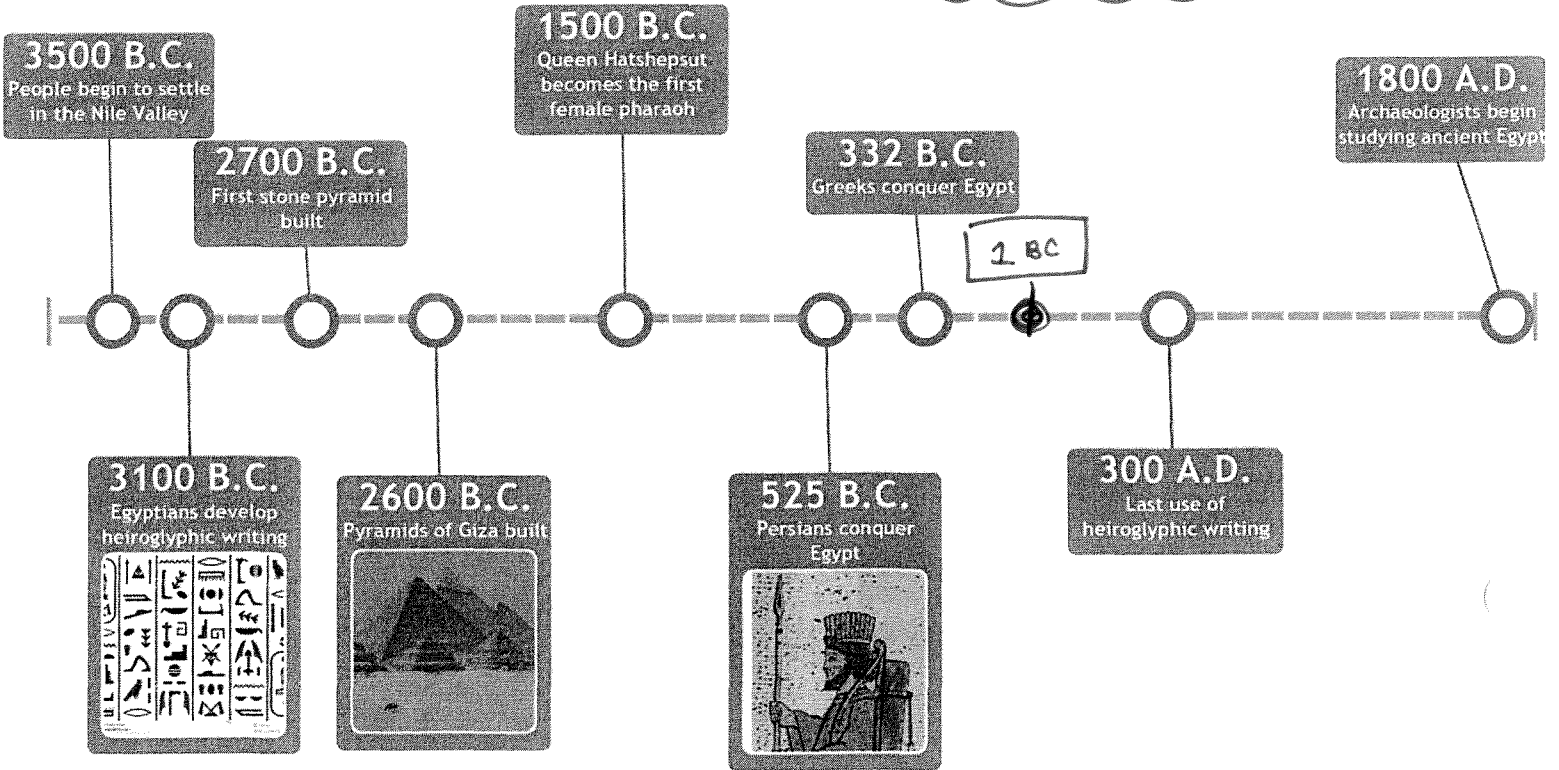 3500 B.C.
People begin to settle
in the Nile Valley
3100 B.C.
Egyptians develop
heiroglyphic writing
2700 B.C.
First stone pyramid
built
2600 B.C.
Pyramids of Giza built
1500 B.C.
Queen Hatshepsut
becomes the first
female pharaoh
525 B.C.
Persians conquer
Egypt
332 B.C.
Greeks conquer Egypt
1 BC
300 A.D.
Last use of
heiroglyphic writing
1800 A.D.
Archaeologists begin
studying ancient Egypt